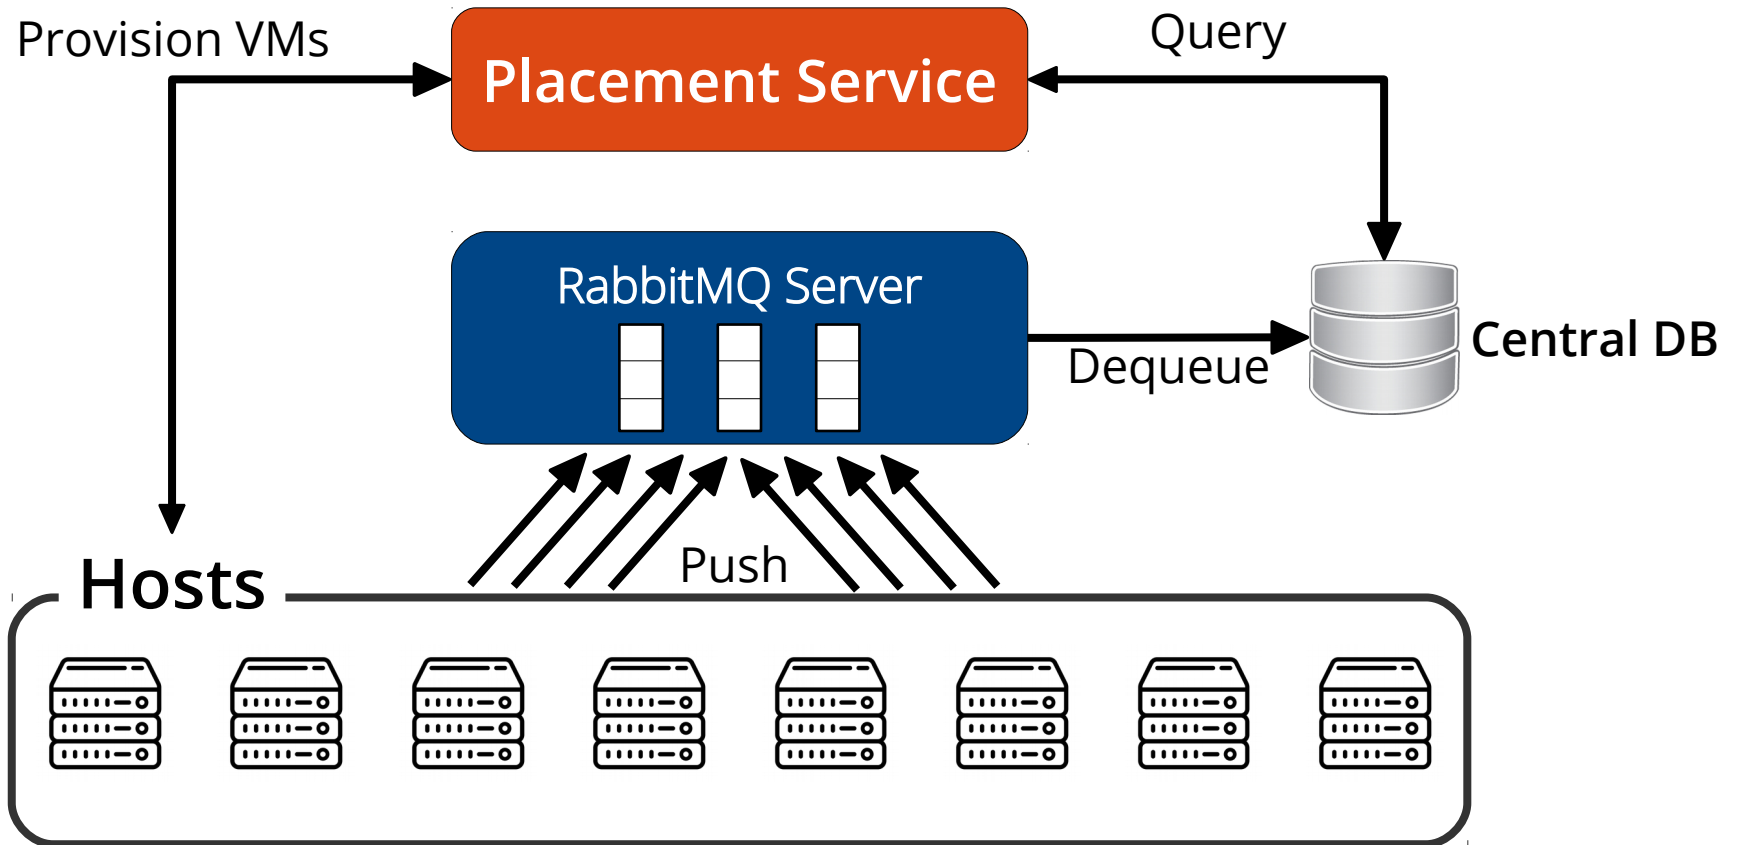 Provision VMs
Placement Service
Query
RabbitMQ Server
Dequeue
Central DB
Push
Hosts